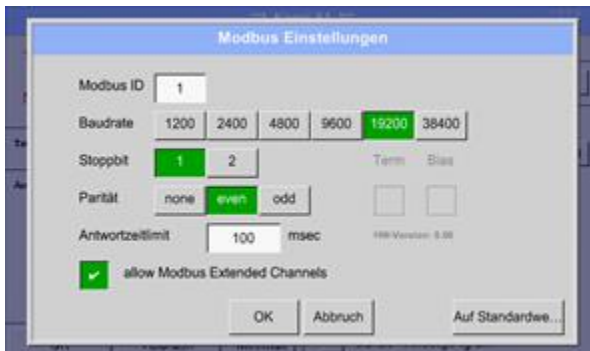 Modbus Einstellungen
Modbus ID 1
Baudrate 1200 2400 4800 9600 19200 38400
Stoppbit 1 2 Term Bias
Parität none even odd
Antwortzeitlimit 100 msec
allow Modbus Extended Channels
OK Abbruch Auf Standardwe...